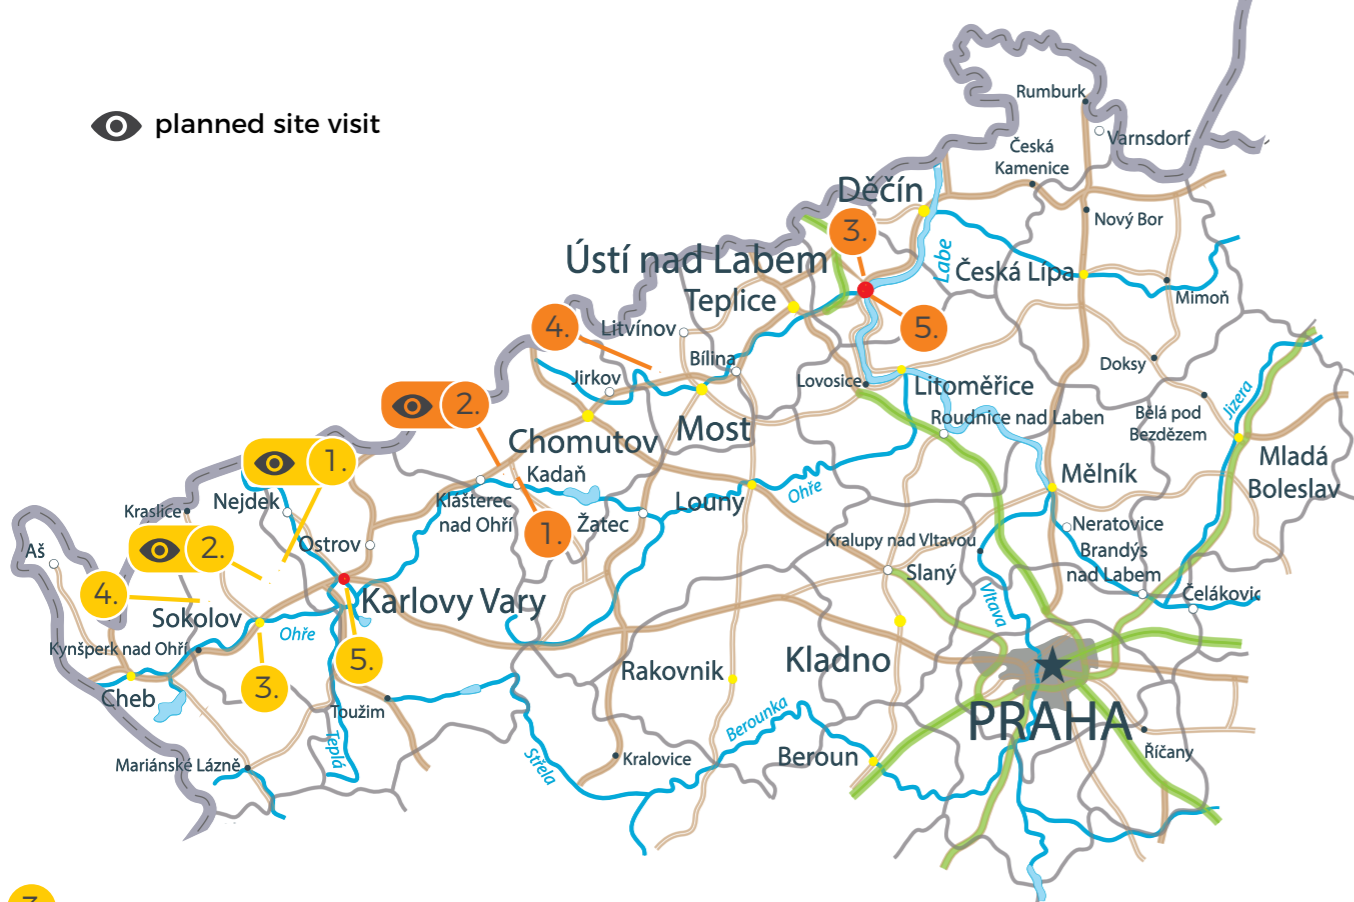 planned site visit
Rumburk
Varnsdorf
Česká
Kamenice
Děčín
Nový Bor
3.
Labe
Ústí nad Labem
Česká Lípa
Teplice
Mimoň
4.
Litvínov
5.
Bílina
Doksy
Jirkov
Lovosice
Litoměřice
2.
Bělá pod
Bezdězem
Jizera
Roudnice nad Laben
Chomutov
Most
1.
Kadaň
Mělník
Mladá
Boleslav
Nejdek
Klášterec
nad Ohří
Louny
Ohře
Kraslice
Žatec
Neratovice
2.
Ostrov
1.
Kralupy nad Vltavou
Brandýs
nad Labem
Aš
Slaný
4.
Karlovy Vary
Vltava
Čelákovic
Sokolov
Ohře
Kynšperk nad Ohří
5.
Rakovnik
Kladno
3.
Cheb
Toužim
Berounka
PRAHA
Teplá
Střela
Beroun
Říčany
Mariánské Lázně
Kralovice